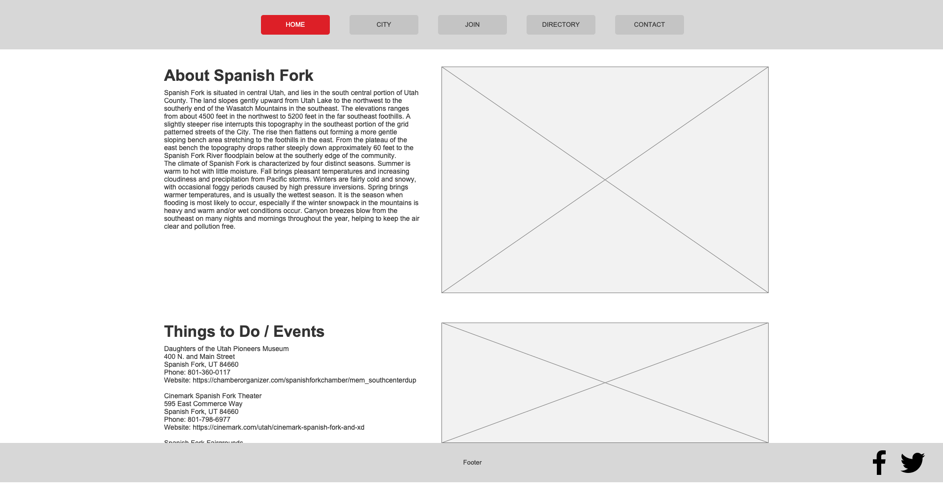 HOME
CITY
JOIN
DIRECTORY
CONTACT
About Spanish Fork
Spanish Fork is situated in central Utah, and lies in the south central portion of Utah
County. The land slopes gently upward from Utah Lake to the northwest to the
southerly end of the Wasatch Mountains in the southeast. The elevations ranges
from about 4500 feet in the northwest to 5200 feet in the far southeast foothills. A
slightly steeper rise interrupts this topography in the southeast portion of the grid
patterned streets of the City. The rise then flattens out forming a more gentle
sloping bench area stretching to the foothills in the east. From the plateau of the
east bench the topography drops rather steeply down approximately 60 feet to the
Spanish Fork River floodplain below at the southerly edge of the community.
The climate of Spanish Fork is characterized by four distinct seasons. Summer is
warm to hot with little moisture. Fall brings pleasant temperatures and increasing
cloudiness and precipitation from Pacific storms. Winters are fairly cold and snowy,
with occasional foggy periods caused by high pressure inversions. Spring brings
warmer temperatures, and is usually the wettest season. It is the season when
flooding is most likely to occur, especially if the winter snowpack in the mountains is
heavy and warm and/or wet conditions occur. Canyon breezes blow from the
southeast on many nights and mornings throughout the year, helping to keep the air
clear and pollution free.
Things to Do / Events
Daughters of the Utah Pioneers Museum
400 N. and Main Street
Spanish Fork, UT 84660
Phone: 801-360-0117
Website: https://chamberorganizer.com/spanishforkchamber/mem_southcenterdup
Cinemark Spanish Fork Theater
595 East Commerce Way
Spanish Fork, UT 84660
Phone: 801-798-6977
Website: https://cinemark.com/utah/cinemark-spanish-fork-and-xd
Spanish Fork Fairgrounds
Footer